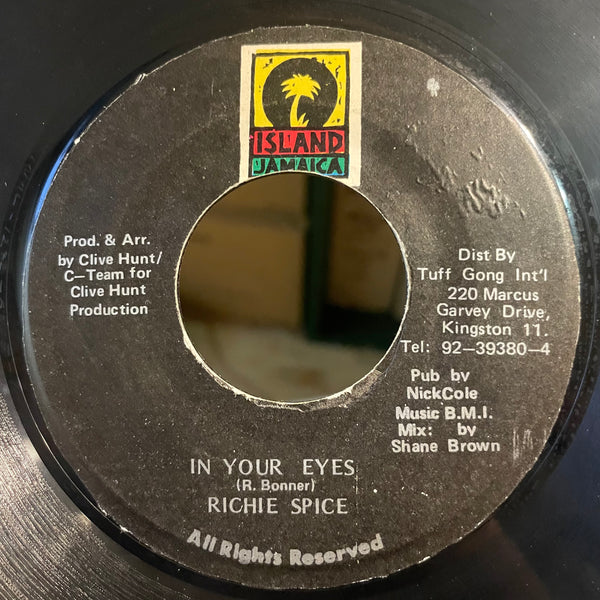 ISLAND
JAMAICA
Prod. & Arr.
by Clive Hunt/
C-Team for
Clive Hunt
Production
Dist By
Tuff Gong Int'l
220 Marcus
Garvey Drive,
Kingston 11.
Tel: 92-39380-4
Pub by
NickCole
Music B.M.I.
Mix: by
Shane Brown
IN YOUR EYES
(R. Bonner)
RICHIE SPICE
All Rights Reserved